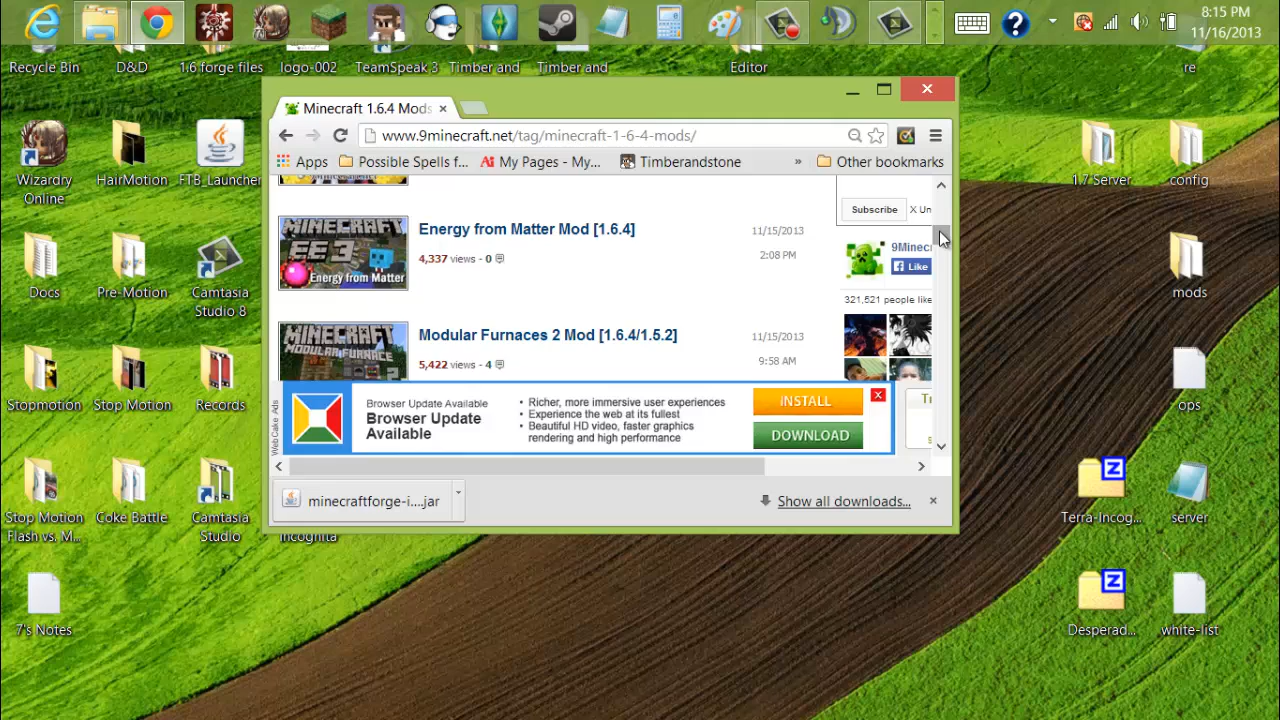 8:15 PM
11/16/2013
Recycle Bin
D&D
1.6 forge files
logo-002
TeamSpeak 3
Timber and
Timber and
Editor
re
Minecraft 1.6.4 Mods
www.9minecraft.net/tag/minecraft-1-6-4-mods/
Apps
Possible Spells f...
My Pages - My...
Timberandstone
»
Other bookmarks
Subscribe
X Un
MINECRAFT
EE3
Energy from Matter
Energy from Matter Mod [1.6.4]
4,337 views - 0
11/15/2013
2:08 PM
9Minec
Like
321,521 people like
MINECRAFT
MODULAR FURNACE
Modular Furnaces 2 Mod [1.6.4/1.5.2]
5,422 views - 4
11/15/2013
9:58 AM
WebCake Ads
Browser Update Available
Browser Update
Available
• Richer, more immersive user experiences
• Experience the web at its fullest
• Beautiful HD video, faster graphics
rendering and high performance
INSTALL
DOWNLOAD
X
minecraftforge-i....jar
Show all downloads...
Wizardry
Online
HairMotion
FTB_Launcher
Docs
Pre-Motion
Camtasia
Studio 8
Stopmotion
Stop Motion
Records
Stop Motion
Flash vs. M...
Coke Battle
Camtasia
Studio
Incognita
7's Notes
1.7 Server
config
mods
ops
Z
Terra-Incog...
server
Z
Desperad...
white-list